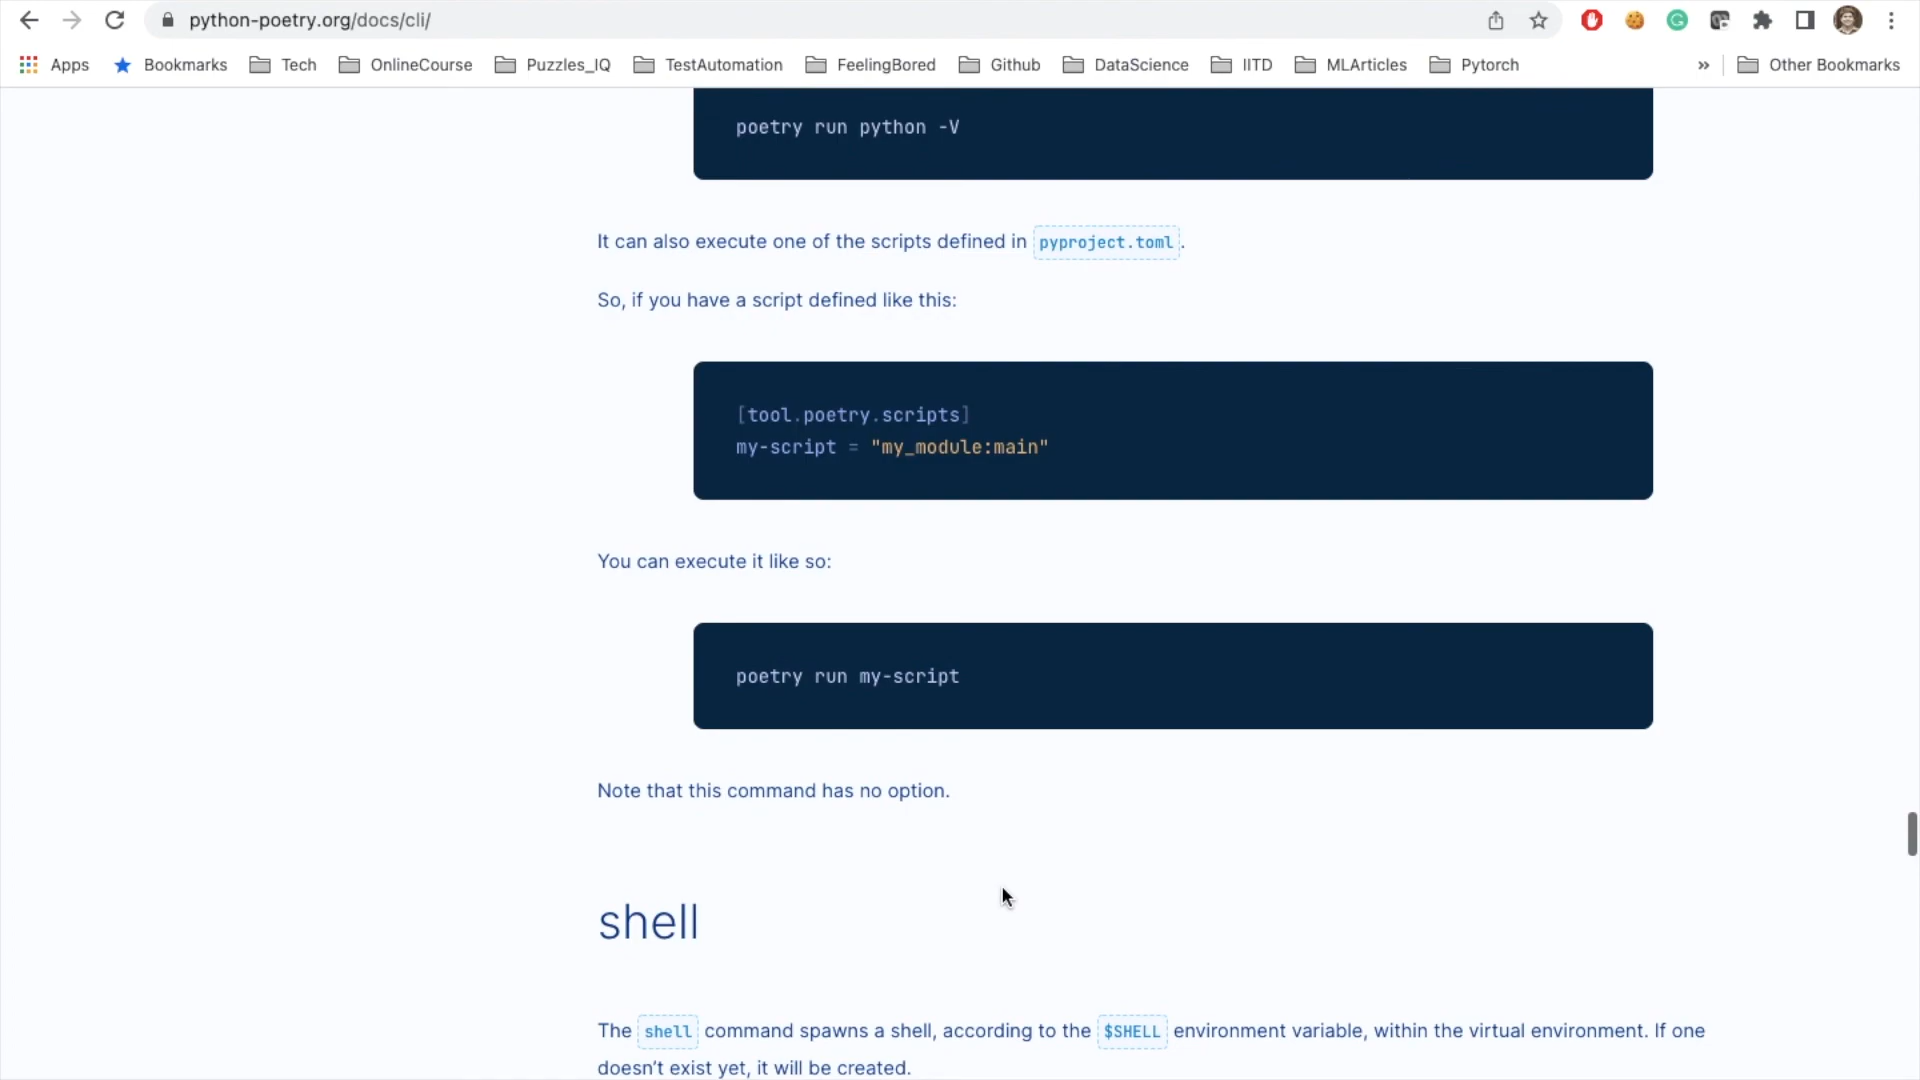 python-poetry.org/docs/cli/
Apps Bookmarks Tech OnlineCourse Puzzles_IQ TestAutomation FeelingBored Github DataScience IITD MLArticles Pytorch » Other Bookmarks
poetry run python -V
It can also execute one of the scripts defined in pyproject.toml.
So, if you have a script defined like this:
[tool.poetry.scripts]
my-script = "my_module:main"
You can execute it like so:
poetry run my-script
Note that this command has no option.
shell
The shell command spawns a shell, according to the $SHELL environment variable, within the virtual environment. If one
doesn’t exist yet, it will be created.